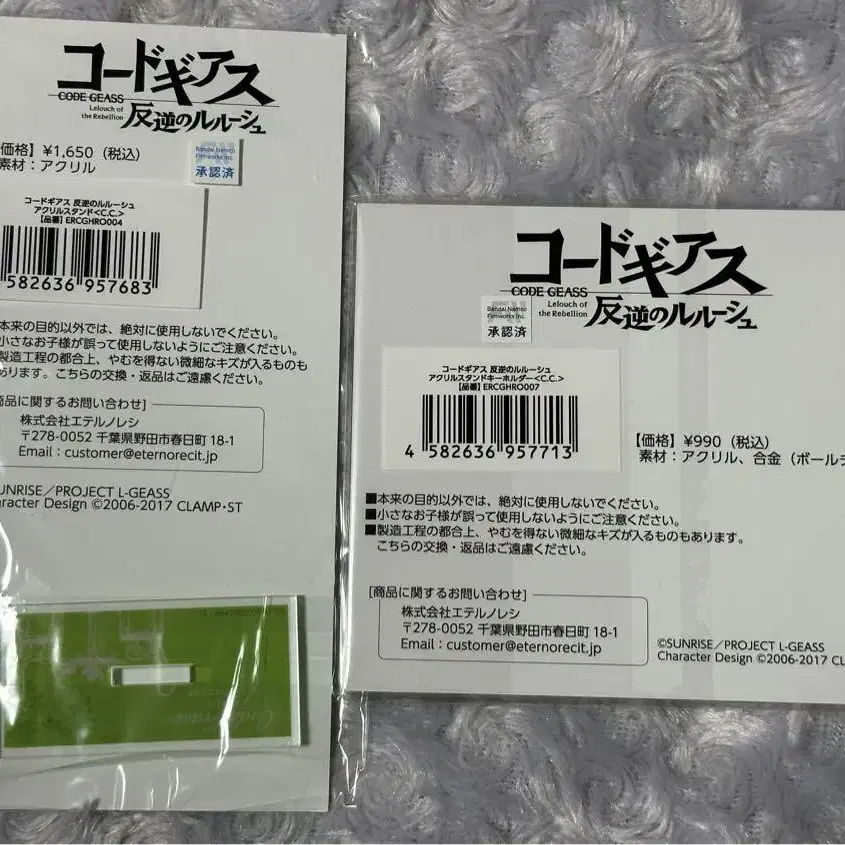 コードギアス
CODE GEASS
Lelouch of
the Rebellion
反逆のルルーシュ
価格】¥1,650（税込）
素材：アクリル
Bandai Namco
Filmworks Inc.
承認済
コードギアス 反逆のルルーシュ
アクリルスタンド<C.C.>
【品番】ERCGHRO004
582636 957683
本来の目的以外では、絶対に使用しないでください。
小さなお子様が誤って使用しないようにご注意ください。
製造工程の都合上、やむを得ない微細なキズが入るものも
あります。こちらの交換・返品はご遠慮ください。
商品に関するお問い合わせ]
株式会社エテルノレシ
〒278-0052 千葉県野田市春日町 18-1
Email：customer@eternorecit.jp
SUNRISE／PROJECT L-GEASS
aracter Design ©2006-2017 CLAMP・ST
コードギアス
CODE GEASS
Lelouch of
the Rebellion
反逆のルルーシュ
Bandai Namco
Filmworks Inc.
承認済
コードギアス 反逆のルルーシュ
アクリルスタンドキーホルダー<C.C.>
【品番】ERCGHRO007
4 582636 957713
【価格】¥990（税込）
素材：アクリル、合金（ボールチ
■本来の目的以外では、絶対に使用しないでください。
■小さなお子様が誤って使用しないようにご注意ください。
■製造工程の都合上、やむを得ない微細なキズが入るものもあります。
こちらの交換・返品はご遠慮ください。
[商品に関するお問い合わせ]
株式会社エテルノレシ
〒278-0052 千葉県野田市春日町 18-1
Email：customer@eternorecit.jp
©SUNRISE／PROJECT L-GEASS
Character Design ©2006-2017 CL